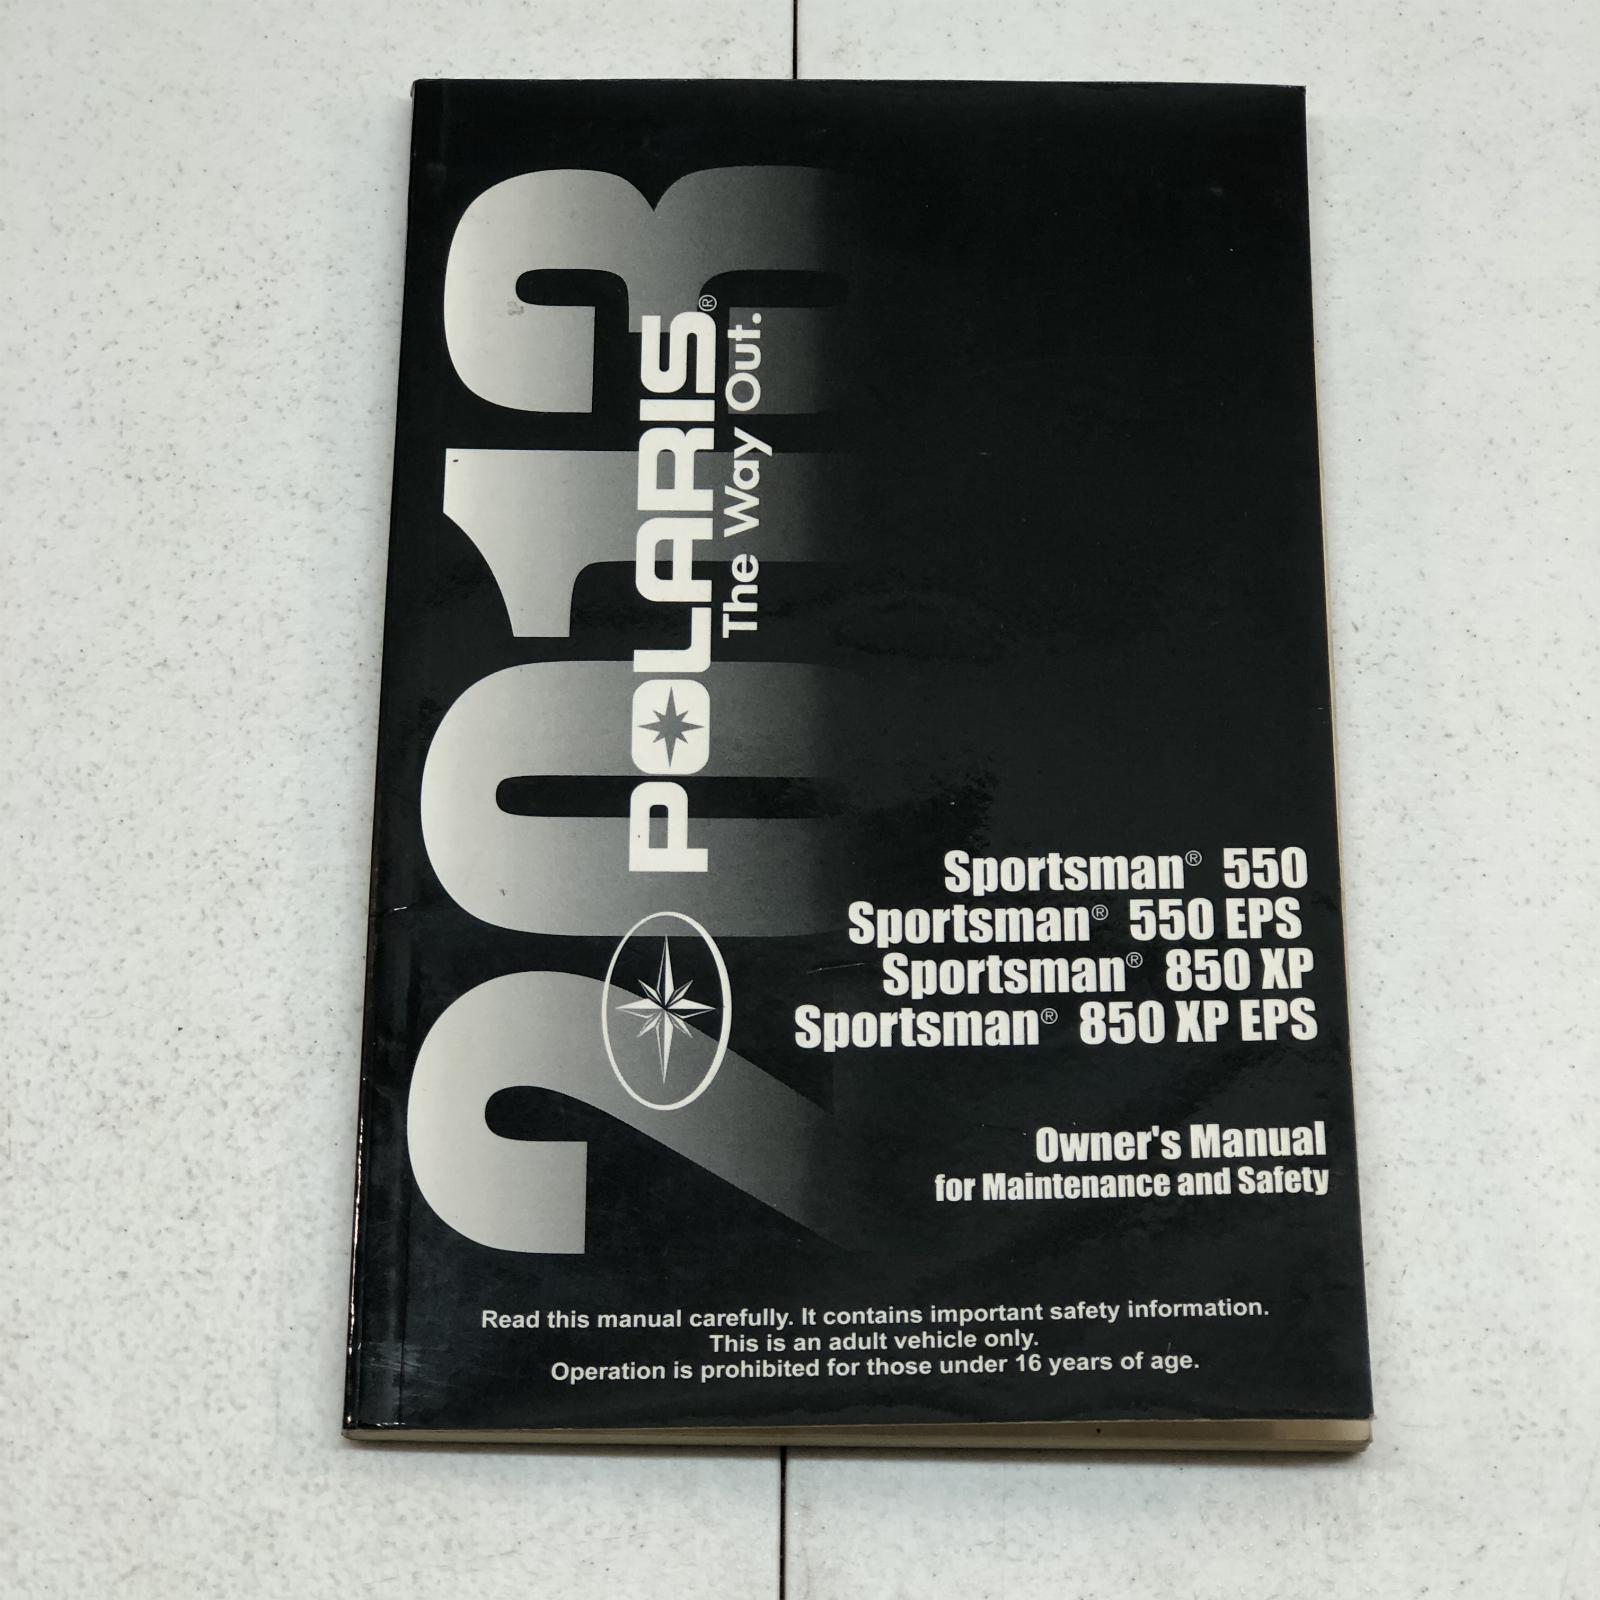 2013
POLARIS®
The Way Out.
Sportsman® 550
Sportsman® 550 EPS
Sportsman® 850 XP
Sportsman® 850 XP EPS
Owner's Manual
for Maintenance and Safety
Read this manual carefully. It contains important safety information.
This is an adult vehicle only.
Operation is prohibited for those under 16 years of age.